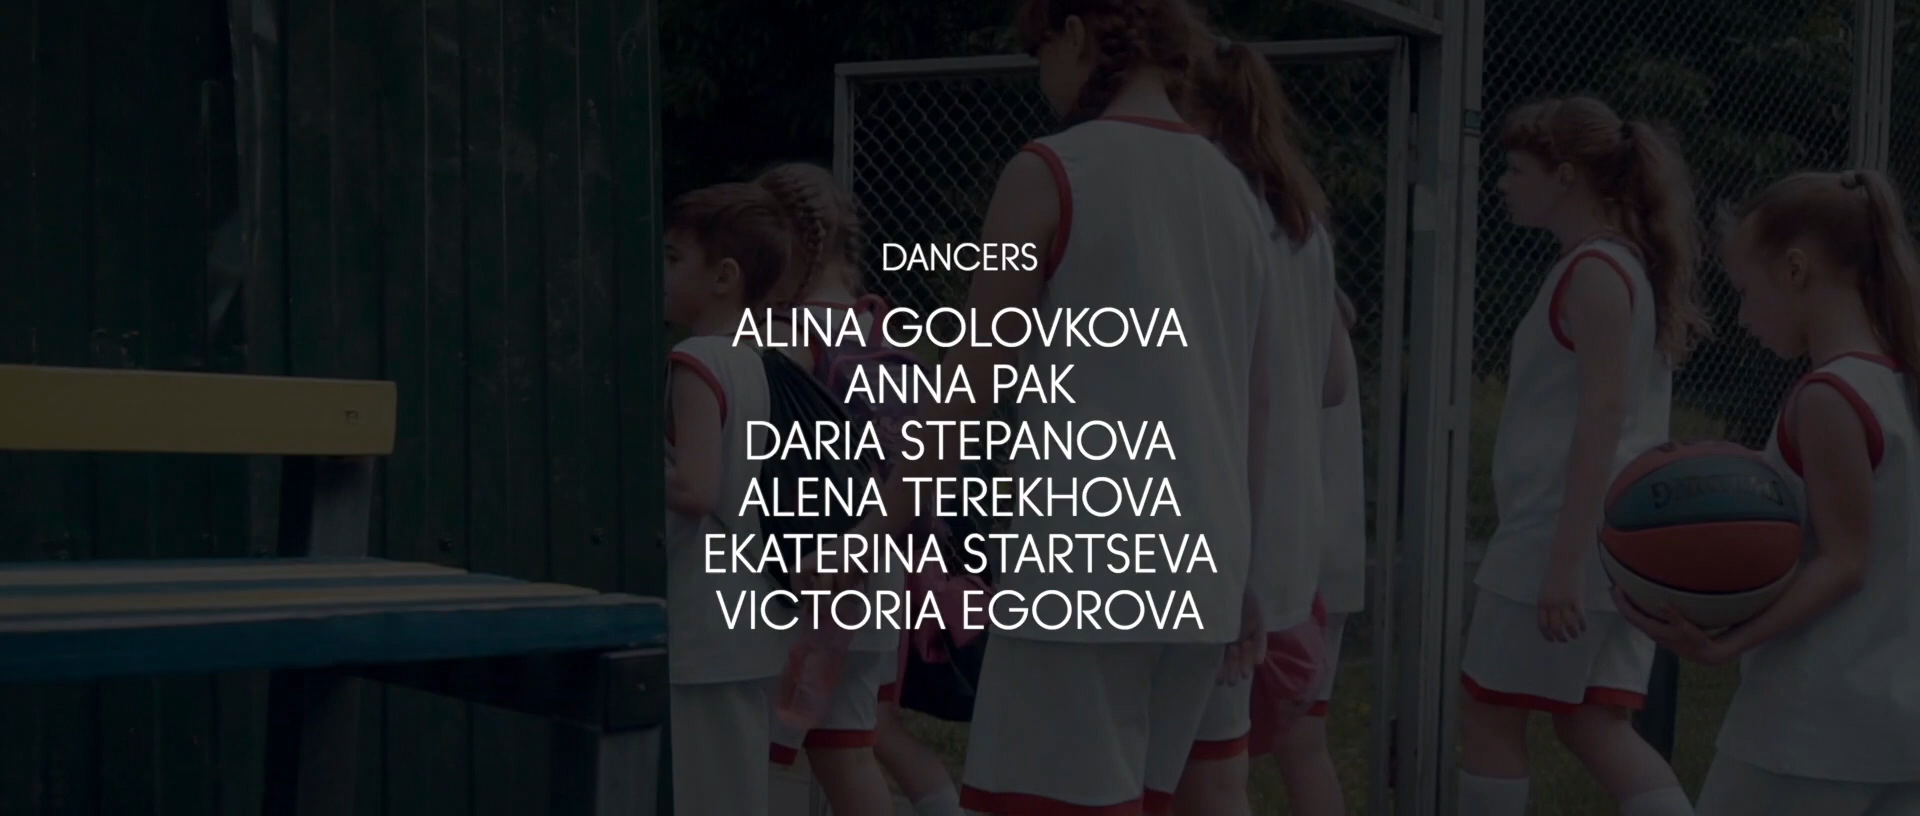 DANCERS
ALINA GOLOVKOVA
ANNA PAK
DARIA STEPANOVA
ALENA TEREKHOVA
EKATERINA STARTSEVA
VICTORIA EGOROVA